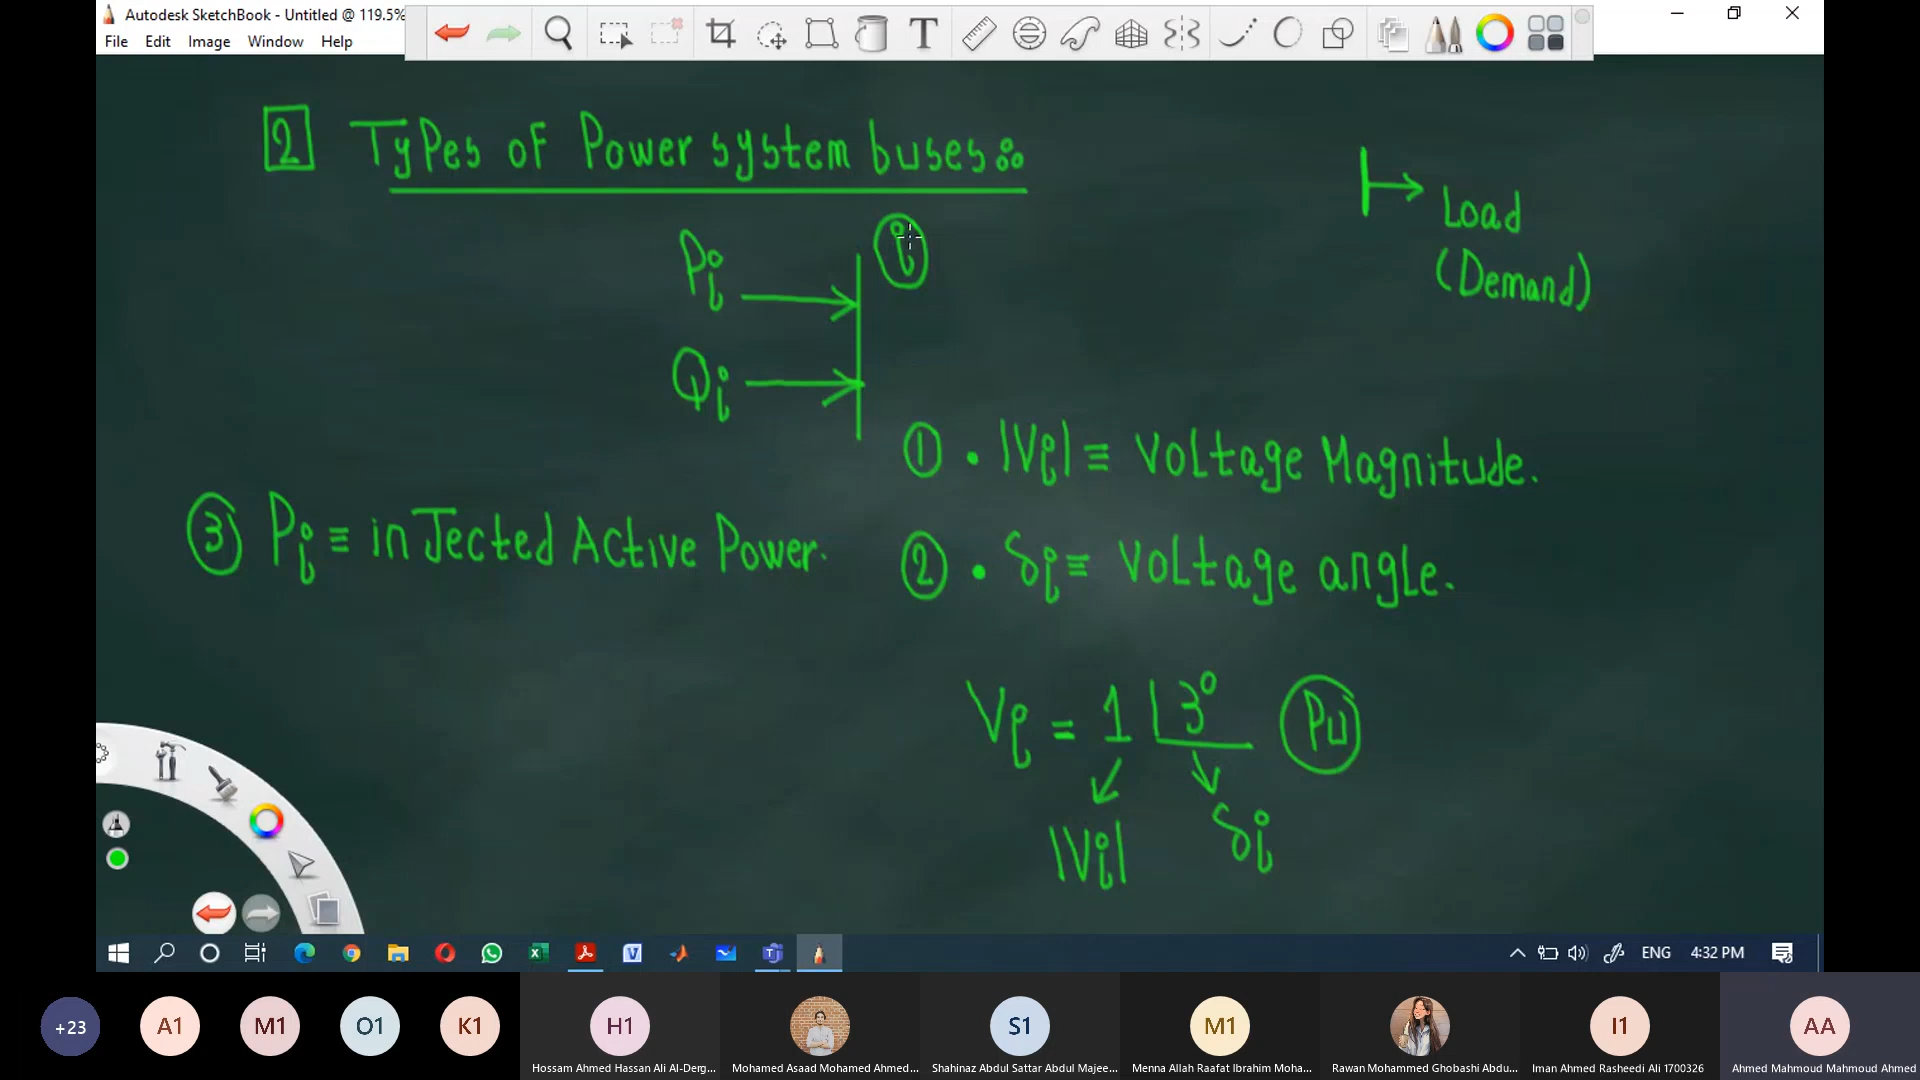 Autodesk SketchBook - Untitled @ 119.5%
File Edit Image Window Help
2 Types of Power system buses
Pi
i
Qi
Load
(Demand)
① • |Vi| ≡ Voltage Magnitude.
③ Pi ≡ inJected Active Power.
② • δi ≡ Voltage angle.
Vi = 1 ∠3° Pu
|Vi|
δi
ENG 4:32 PM
+23
A1
M1
O1
K1
H1
S1
M1
I1
AA
Hossam Ahmed Hassan Ali Al-Derg...
Mohamed Asaad Mohamed Ahmed...
Shahinaz Abdul Sattar Abdul Majee...
Menna Allah Raafat Ibrahim Moha...
Rawan Mohammed Ghobashi Abdu...
Iman Ahmed Rasheedi Ali 1700326
Ahmed Mahmoud Mahmoud Ahmed